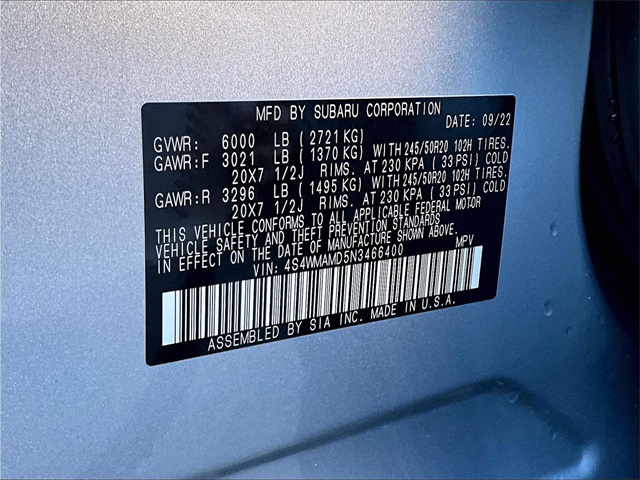 MFD BY SUBARU CORPORATION
DATE: 09/22
GVWR: 6000 LB ( 2721 KG)
GAWR:F 3021 LB ( 1370 KG) WITH 245/50R20 102H TIRES.
20X7 1/2J RIMS. AT 230 KPA ( 33 PSI) COLD
GAWR:R 3296 LB ( 1495 KG) WITH 245/50R20 102H TIRES.
20X7 1/2J RIMS. AT 230 KPA ( 33 PSI) COLD
THIS VEHICLE CONFORMS TO ALL APPLICABLE FEDERAL MOTOR
VEHICLE SAFETY AND THEFT PREVENTION STANDARDS
IN EFFECT ON THE DATE OF MANUFACTURE SHOWN ABOVE.
VIN: 4S4WMAMD5N3466400 MPV
ASSEMBLED BY SIA INC. MADE IN U.S.A.